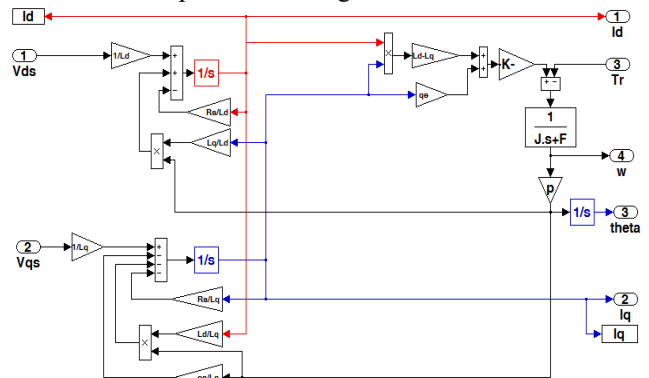 Id
1
Id
1
Vds
1/Ld
+
+
−
1/s
Ra/Ld
Lq/Ld
×
×
Ld-Lq
+
+
K-
3
Tr
+ −
1
J.s+F
4
w
p
1/s
3
theta
2
Vqs
1/Lq
+
−
−
−
1/s
Ra/Lq
Ld/Lq
×
2
Iq
Iq